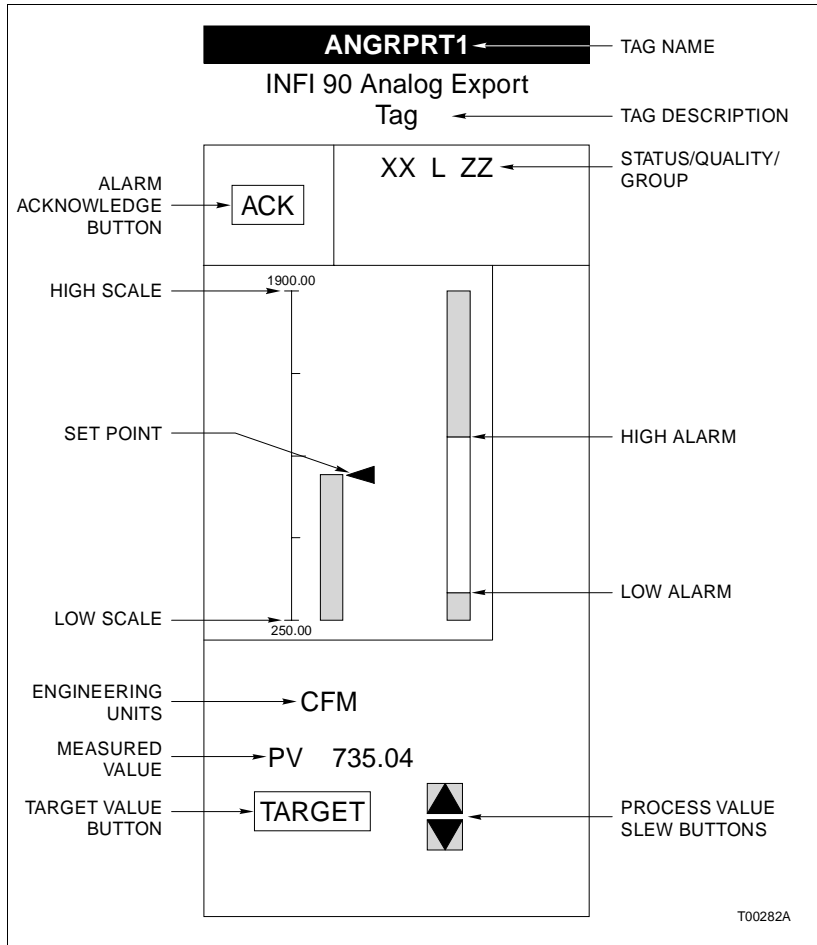 ANGRPRT1
TAG NAME
INFI 90 Analog Export
Tag
TAG DESCRIPTION
XX L ZZ
STATUS/QUALITY/
GROUP
ALARM
ACKNOWLEDGE
BUTTON
ACK
HIGH SCALE
1900.00
SET POINT
HIGH ALARM
LOW ALARM
LOW SCALE
250.00
ENGINEERING
UNITS
CFM
MEASURED
VALUE
PV 735.04
TARGET VALUE
BUTTON
TARGET
PROCESS VALUE
SLEW BUTTONS
T00282A